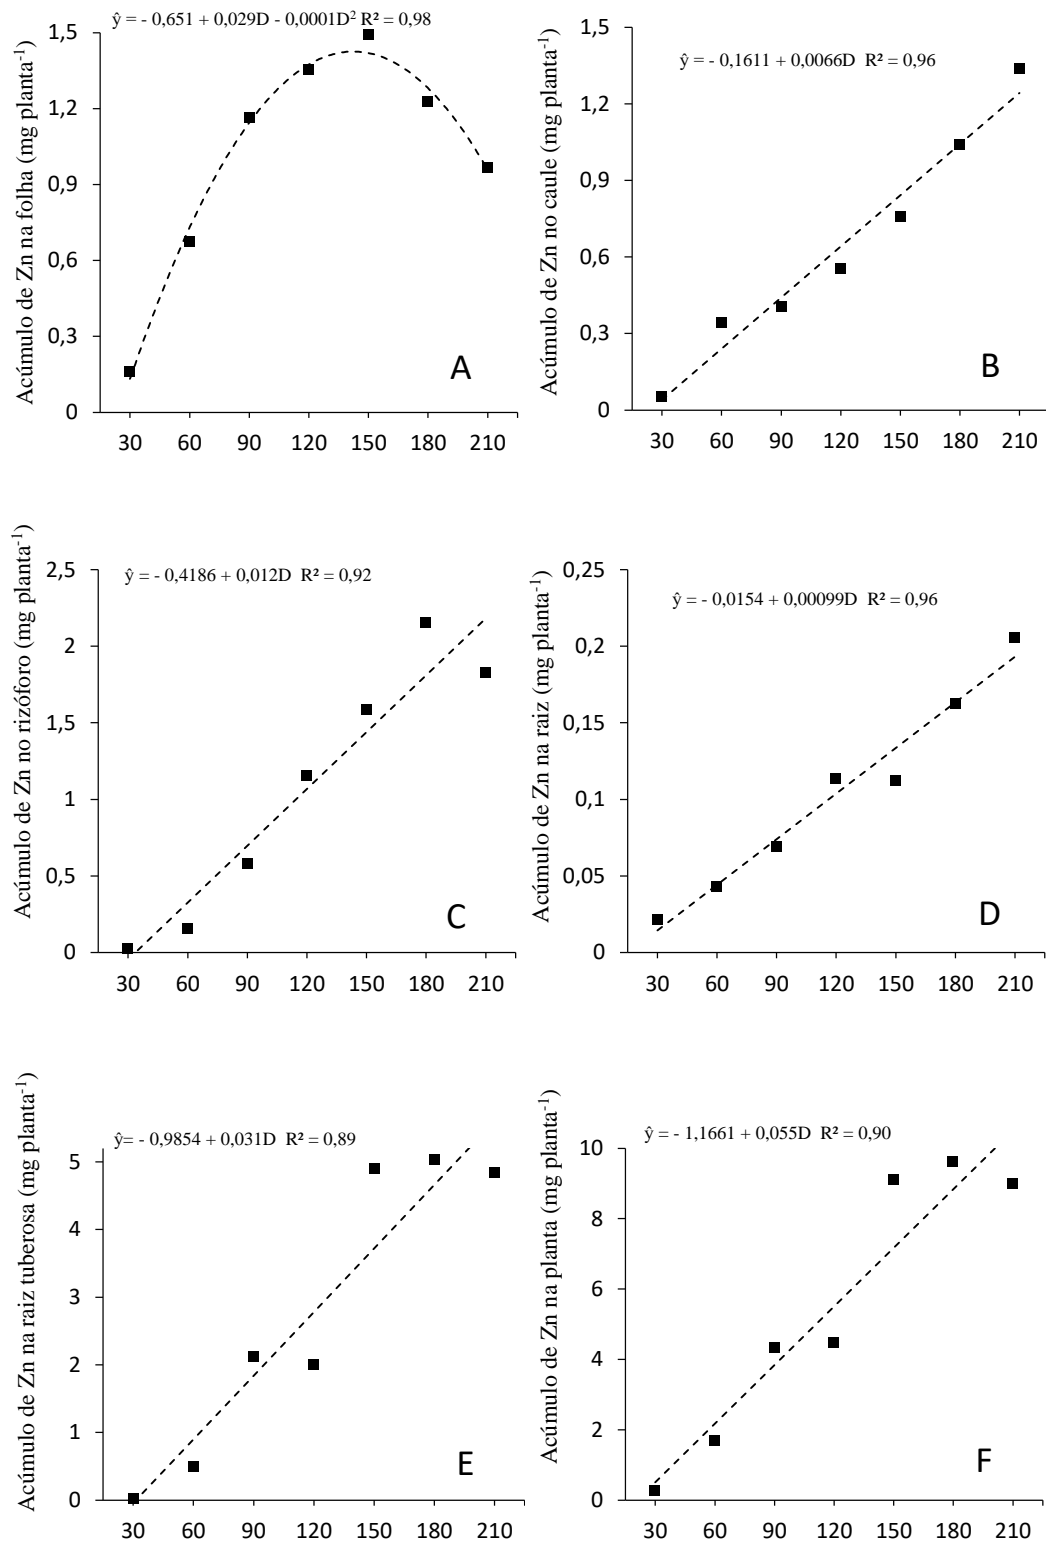 ŷ = - 0,651 + 0,029D - 0,0001D² R² = 0,98
Acúmulo de Zn na folha (mg planta⁻¹)
1,5
1,2
0,9
0,6
0,3
0
A
30 60 90 120 150 180 210
ŷ = - 0,1611 + 0,0066D R² = 0,96
Acúmulo de Zn no caule (mg planta⁻¹)
1,5
1,2
0,9
0,6
0,3
0
B
30 60 90 120 150 180 210
ŷ = - 0,4186 + 0,012D R² = 0,92
Acúmulo de Zn no rizóforo (mg planta⁻¹)
2,5
2
1,5
1
0,5
0
C
30 60 90 120 150 180 210
ŷ = - 0,0154 + 0,00099D R² = 0,96
Acúmulo de Zn na raiz (mg planta⁻¹)
0,25
0,2
0,15
0,1
0,05
0
D
30 60 90 120 150 180 210
ŷ= - 0,9854 + 0,031D R² = 0,89
Acúmulo de Zn na raiz tuberosa (mg planta⁻¹)
5
4
3
2
1
0
E
30 60 90 120 150 180 210
ŷ = - 1,1661 + 0,055D R² = 0,90
Acúmulo de Zn na planta (mg planta⁻¹)
10
8
6
4
2
0
F
30 60 90 120 150 180 210